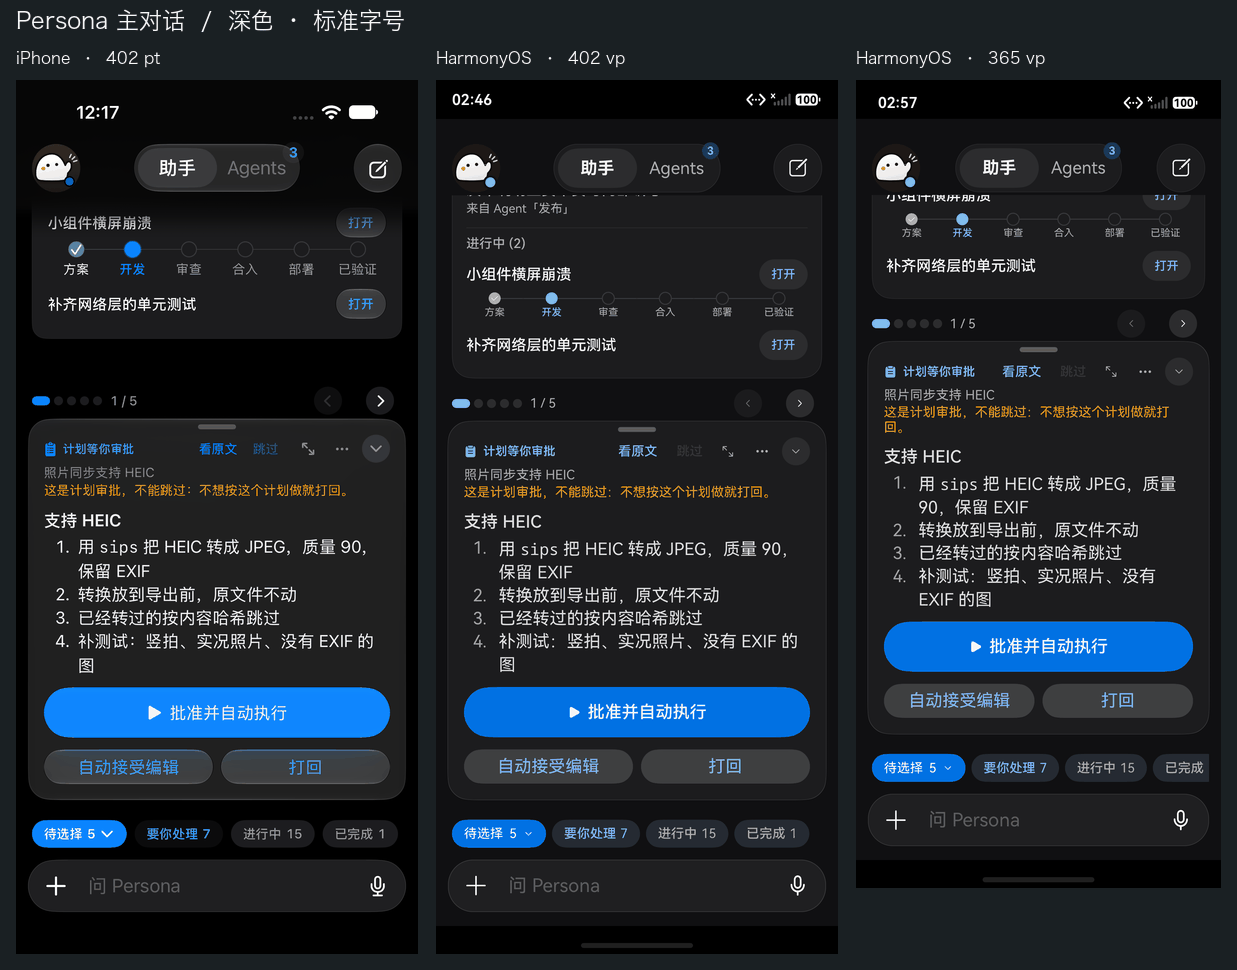 Persona 主对话 / 深色 · 标准字号
iPhone · 402 pt
12:17
助手
Agents
3
小组件横屏崩溃
打开
方案
开发
审查
合入
部署
已验证
补齐网络层的单元测试
打开
1 / 5
计划等你审批
看原文
跳过
照片同步支持 HEIC
这是计划审批，不能跳过：不想按这个计划做就打回。
支持 HEIC
1. 用 sips 把 HEIC 转成 JPEG，质量 90，
保留 EXIF
2. 转换放到导出前，原文件不动
3. 已经转过的按内容哈希跳过
4. 补测试：竖拍、实况照片、没有 EXIF 的
图
批准并自动执行
自动接受编辑
打回
待选择 5
要你处理 7
进行中 15
已完成 1
问 Persona
HarmonyOS · 402 vp
02:46
100
助手
Agents
3
来自 Agent「发布」
进行中 (2)
小组件横屏崩溃
打开
方案
开发
审查
合入
部署
已验证
补齐网络层的单元测试
打开
1 / 5
计划等你审批
看原文
跳过
照片同步支持 HEIC
这是计划审批，不能跳过：不想按这个计划做就打回。
支持 HEIC
1. 用 sips 把 HEIC 转成 JPEG，质量 90，
保留 EXIF
2. 转换放到导出前，原文件不动
3. 已经转过的按内容哈希跳过
4. 补测试：竖拍、实况照片、没有 EXIF 的
图
批准并自动执行
自动接受编辑
打回
待选择 5
要你处理 7
进行中 15
已完成 1
问 Persona
HarmonyOS · 365 vp
02:57
100
助手
Agents
3
小组件横屏崩溃
打开
方案
开发
审查
合入
部署
已验证
补齐网络层的单元测试
打开
1 / 5
计划等你审批
看原文
跳过
照片同步支持 HEIC
这是计划审批，不能跳过：不想按这个计划做就打
回。
支持 HEIC
1. 用 sips 把 HEIC 转成 JPEG，质量
90，保留 EXIF
2. 转换放到导出前，原文件不动
3. 已经转过的按内容哈希跳过
4. 补测试：竖拍、实况照片、没有
EXIF 的图
批准并自动执行
自动接受编辑
打回
待选择 5
要你处理 7
进行中 15
已完成
问 Persona